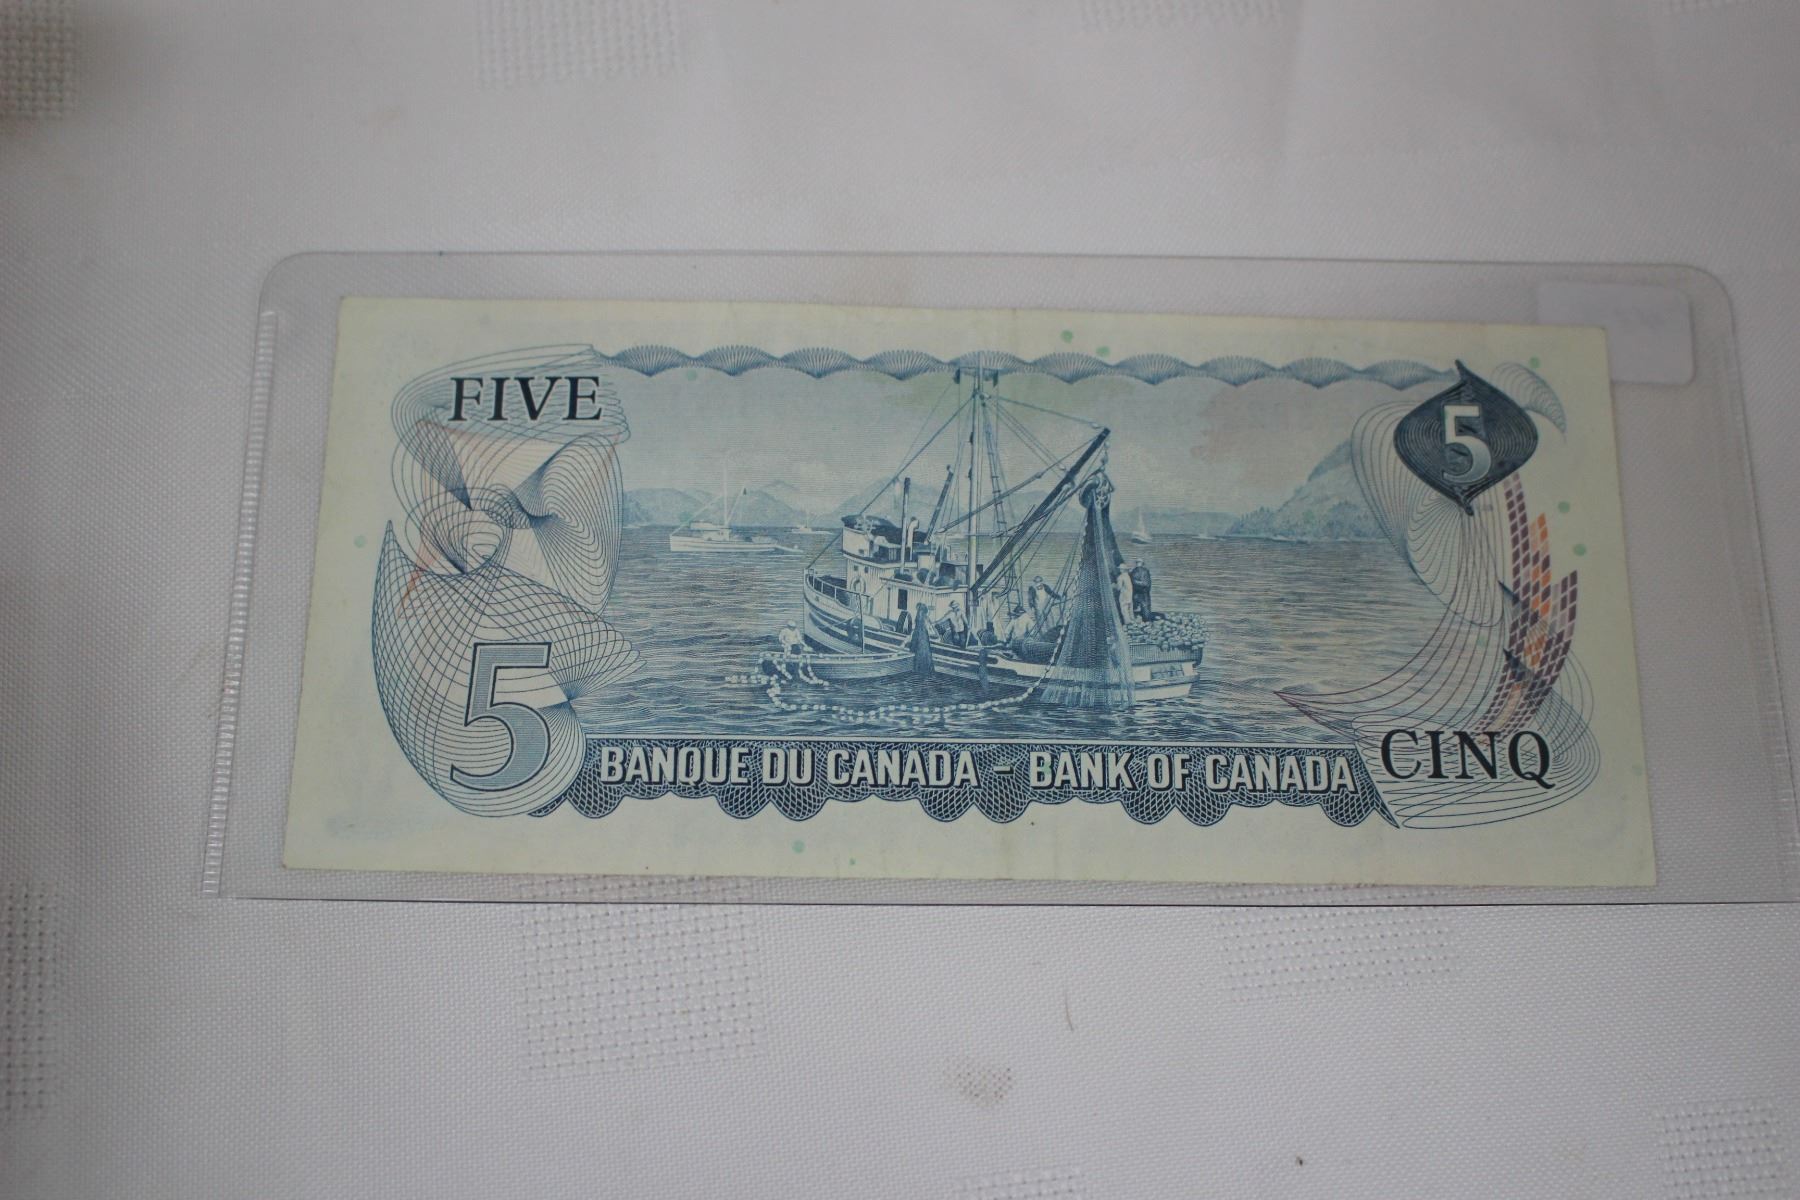 FIVE
5
5
BANQUE DU CANADA - BANK OF CANADA
CINQ